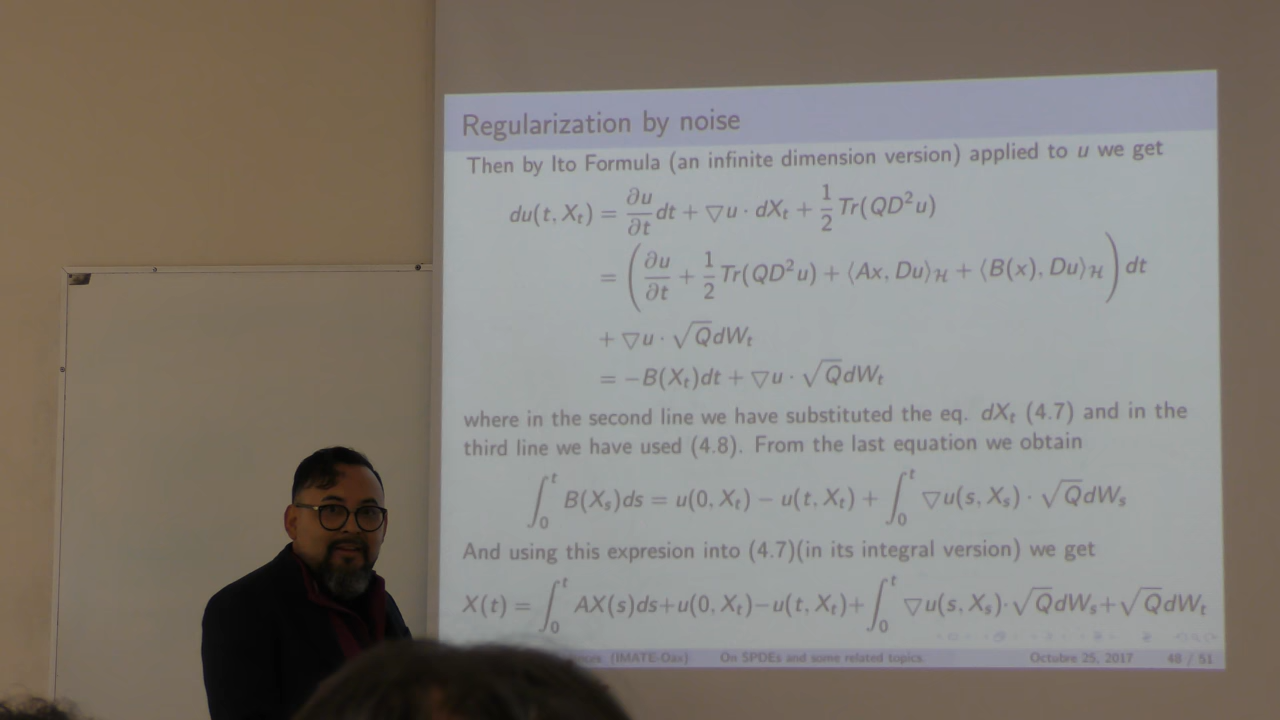 Regularization by noise
Then by Ito Formula (an infinite dimension version) applied to u we get
du(t, X_t) = ∂u/∂t dt + ▽u · dX_t + 1/2 Tr(QD²u)
= (∂u/∂t + 1/2 Tr(QD²u) + ⟨Ax, Du⟩_H + ⟨B(x), Du⟩_H) dt
+ ▽u · √Q dW_t
= −B(X_t)dt + ▽u · √Q dW_t
where in the second line we have substituted the eq. dX_t (4.7) and in the
third line we have used (4.8). From the last equation we obtain
∫_0^t B(X_s)ds = u(0, X_t) − u(t, X_t) + ∫_0^t ▽u(s, X_s) · √Q dW_s
And using this expresion into (4.7)(in its integral version) we get
X(t) = ∫_0^t AX(s)ds+u(0, X_t)−u(t, X_t)+∫_0^t ▽u(s, X_s)·√Q dW_s+√Q dW_t
(IMATE-Oax) On SPDEs and some related topics. Octubre 25, 2017 48 / 51